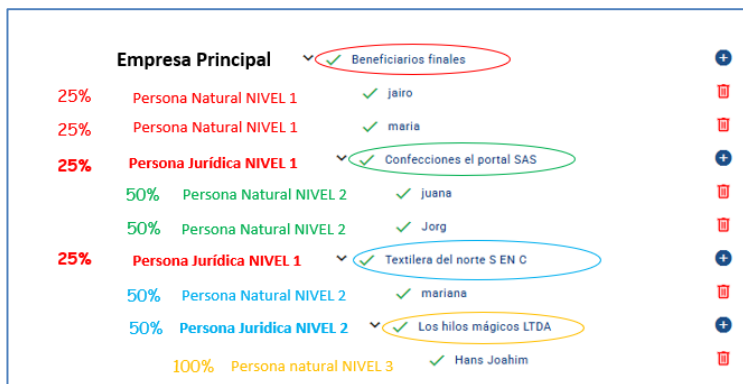 Empresa Principal Beneficiarios finales
25% Persona Natural NIVEL 1 jairo
25% Persona Natural NIVEL 1 maria
25% Persona Jurídica NIVEL 1 Confecciones el portal SAS
50% Persona Natural NIVEL 2 juana
50% Persona Natural NIVEL 2 Jorg
25% Persona Jurídica NIVEL 1 Textilera del norte S EN C
50% Persona Natural NIVEL 2 mariana
50% Persona Juridica NIVEL 2 Los hilos mágicos LTDA
100% Persona natural NIVEL 3 Hans Joahim